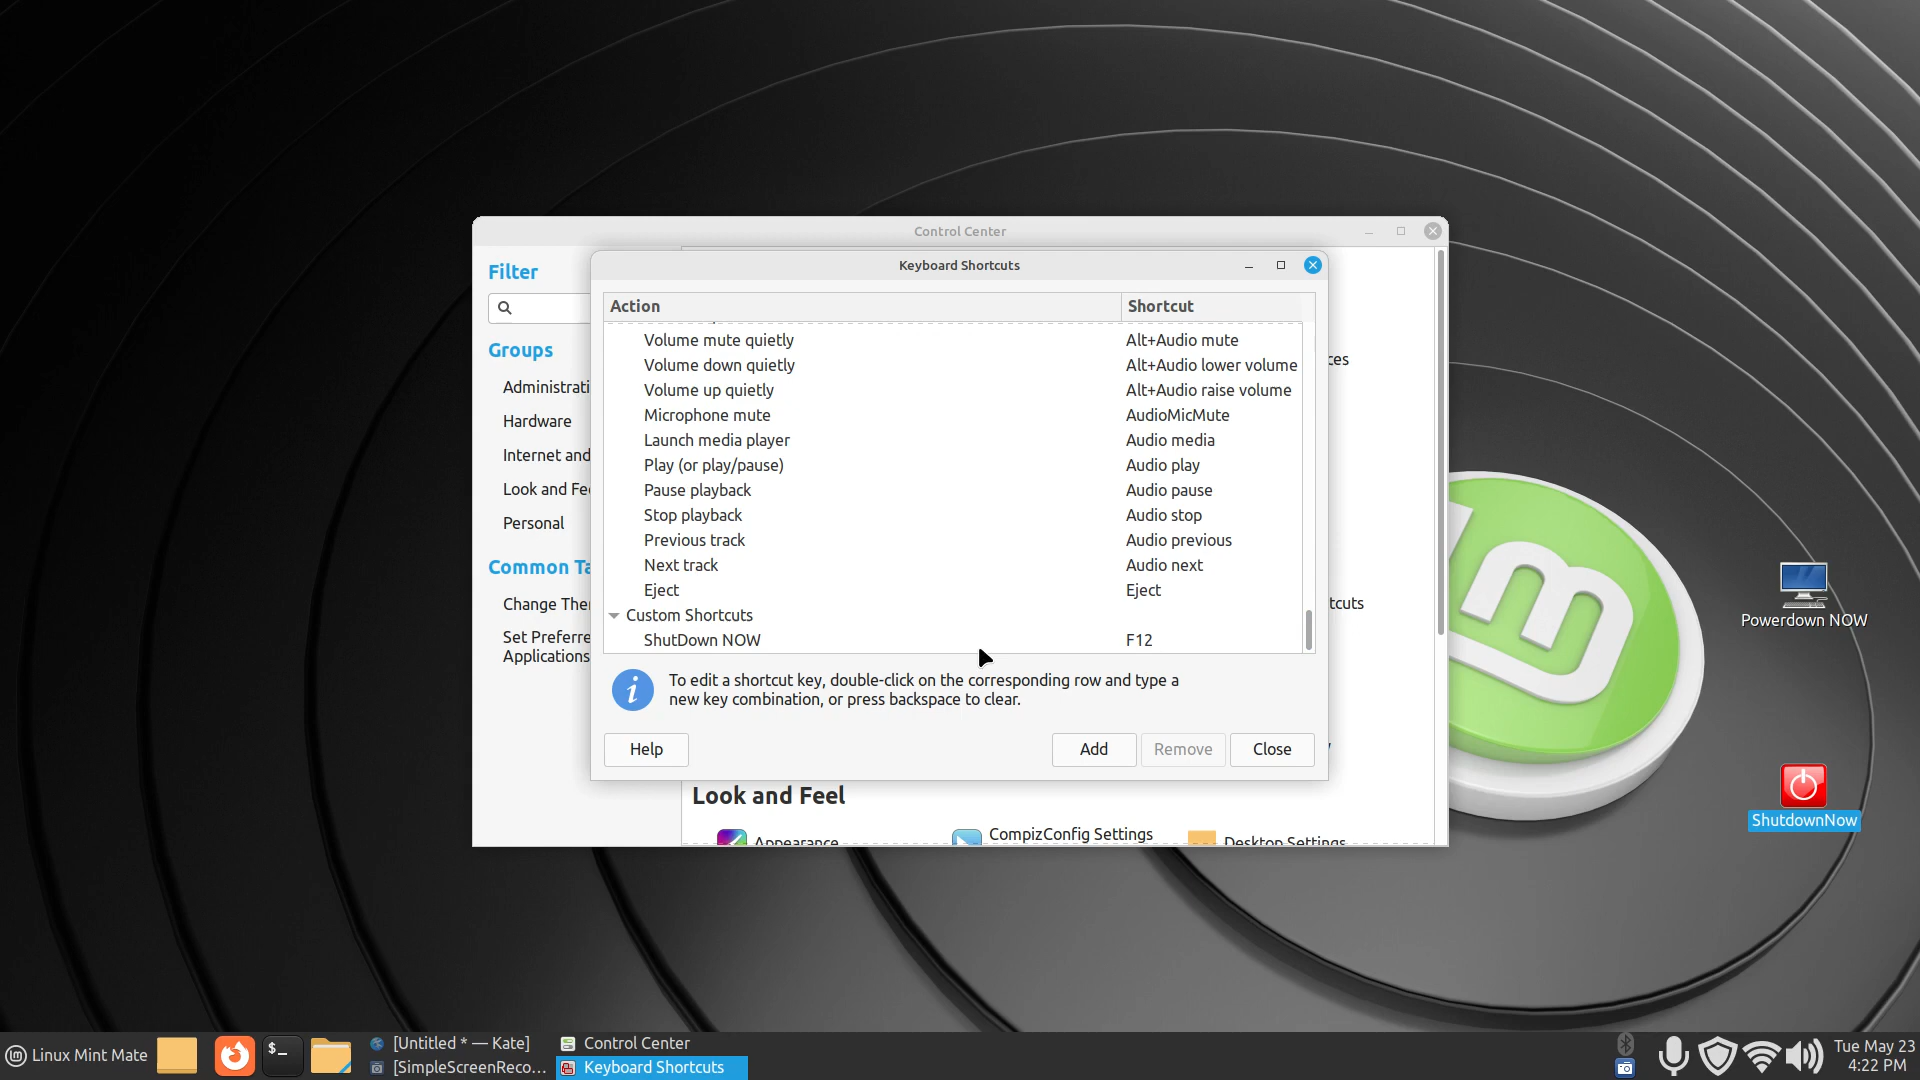 Control Center
Filter
Groups
Administrati
Hardware
Internet and
Look and Fe
Personal
Common Ta
Change The
Set Preferre
Applications
Keyboard Shortcuts
Action Shortcut
Volume mute quietly Alt+Audio mute
Volume down quietly Alt+Audio lower volume
Volume up quietly Alt+Audio raise volume
Microphone mute AudioMicMute
Launch media player Audio media
Play (or play/pause) Audio play
Pause playback Audio pause
Stop playback Audio stop
Previous track Audio previous
Next track Audio next
Eject Eject
Custom Shortcuts
ShutDown NOW F12
To edit a shortcut key, double-click on the corresponding row and type a
new key combination, or press backspace to clear.
Help Add Remove Close
ces
tcuts
Look and Feel
Appearance CompizConfig Settings Desktop Settings
Powerdown NOW
ShutdownNow
Linux Mint Mate
[Untitled * — Kate]
[SimpleScreenReco...
Control Center
Keyboard Shortcuts
Tue May 23
4:22 PM